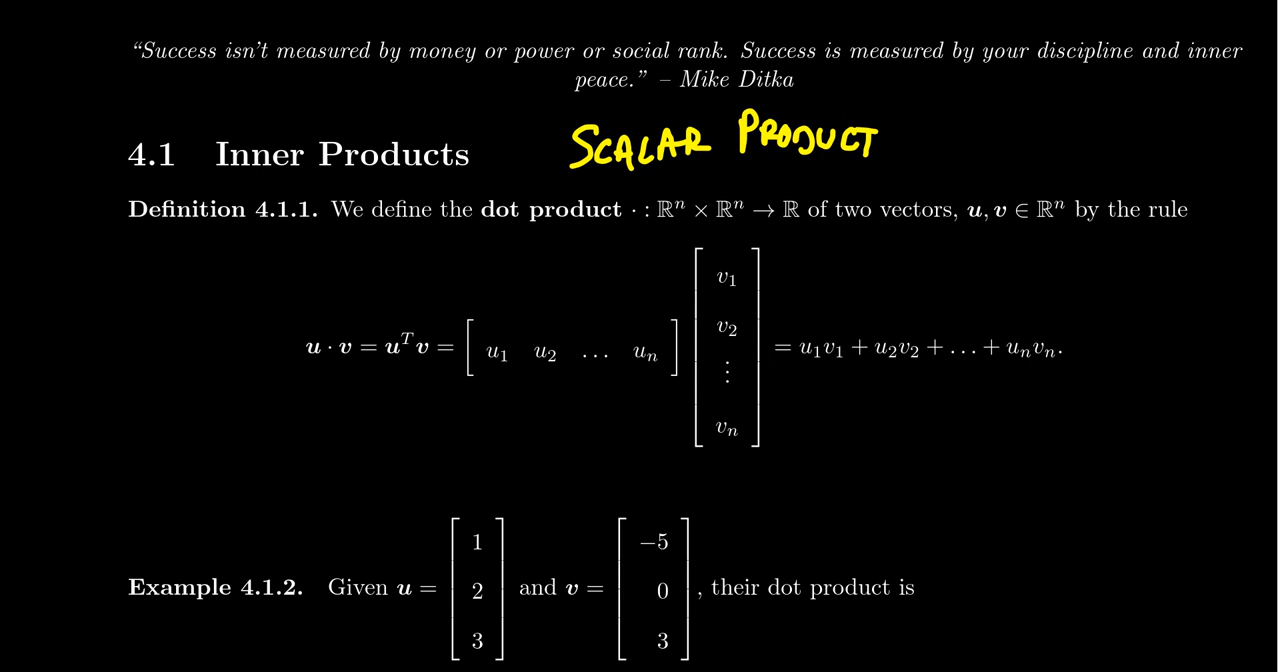 “Success isn't measured by money or power or social rank. Success is measured by your discipline and inner
peace.” – Mike Ditka
4.1 Inner Products SCALAR PRODUCT
Definition 4.1.1. We define the dot product · : ℝⁿ × ℝⁿ → ℝ of two vectors, u, v ∈ ℝⁿ by the rule
u · v = uᵀv = [ u₁ u₂ … uₙ ] [ v₁ v₂ ⋮ vₙ ] = u₁v₁ + u₂v₂ + … + uₙvₙ.
Example 4.1.2. Given u = [ 1 2 3 ] and v = [ −5 0 3 ], their dot product is